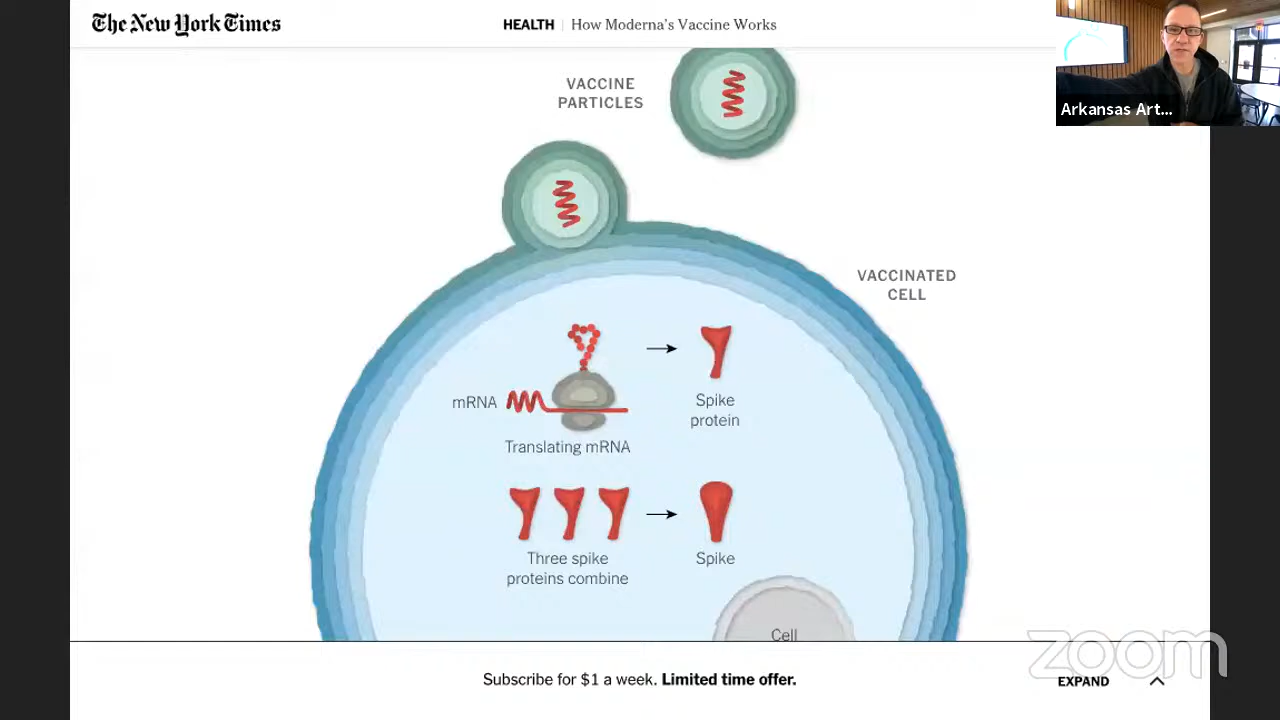 The New York Times
HEALTH | How Moderna's Vaccine Works
Arkansas Art...
VACCINE
PARTICLES
VACCINATED
CELL
mRNA
Translating mRNA
Spike
protein
Three spike
proteins combine
Spike
Cell
zoom
Subscribe for $1 a week. Limited time offer.
EXPAND